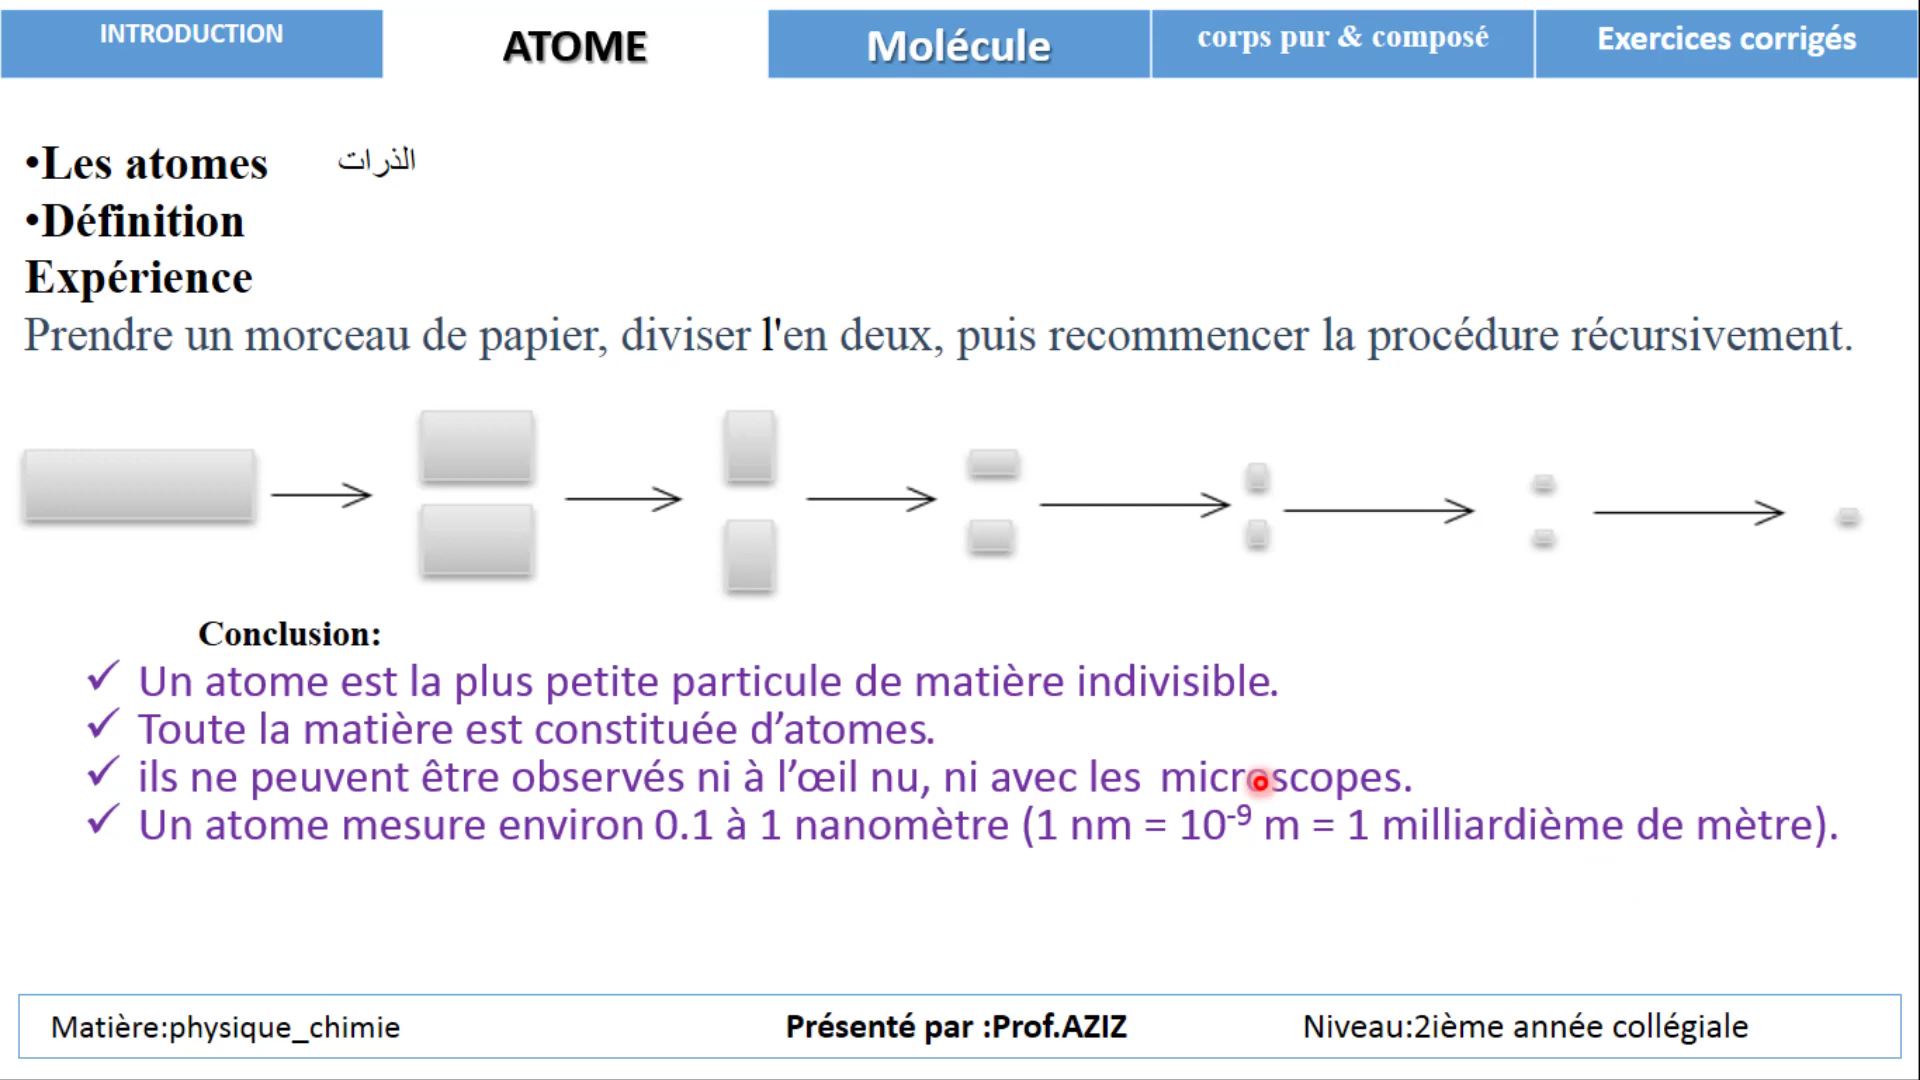 INTRODUCTION
ATOME
Molécule
corps pur & composé
Exercices corrigés
•Les atomes الذرات
•Définition
Expérience
Prendre un morceau de papier, diviser l'en deux, puis recommencer la procédure récursivement.
Conclusion:
✓ Un atome est la plus petite particule de matière indivisible.
✓ Toute la matière est constituée d’atomes.
✓ ils ne peuvent être observés ni à l’œil nu, ni avec les microscopes.
✓ Un atome mesure environ 0.1 à 1 nanomètre (1 nm = 10⁻⁹ m = 1 milliardième de mètre).
Matière:physique_chimie
Présenté par :Prof.AZIZ
Niveau:2ième année collégiale